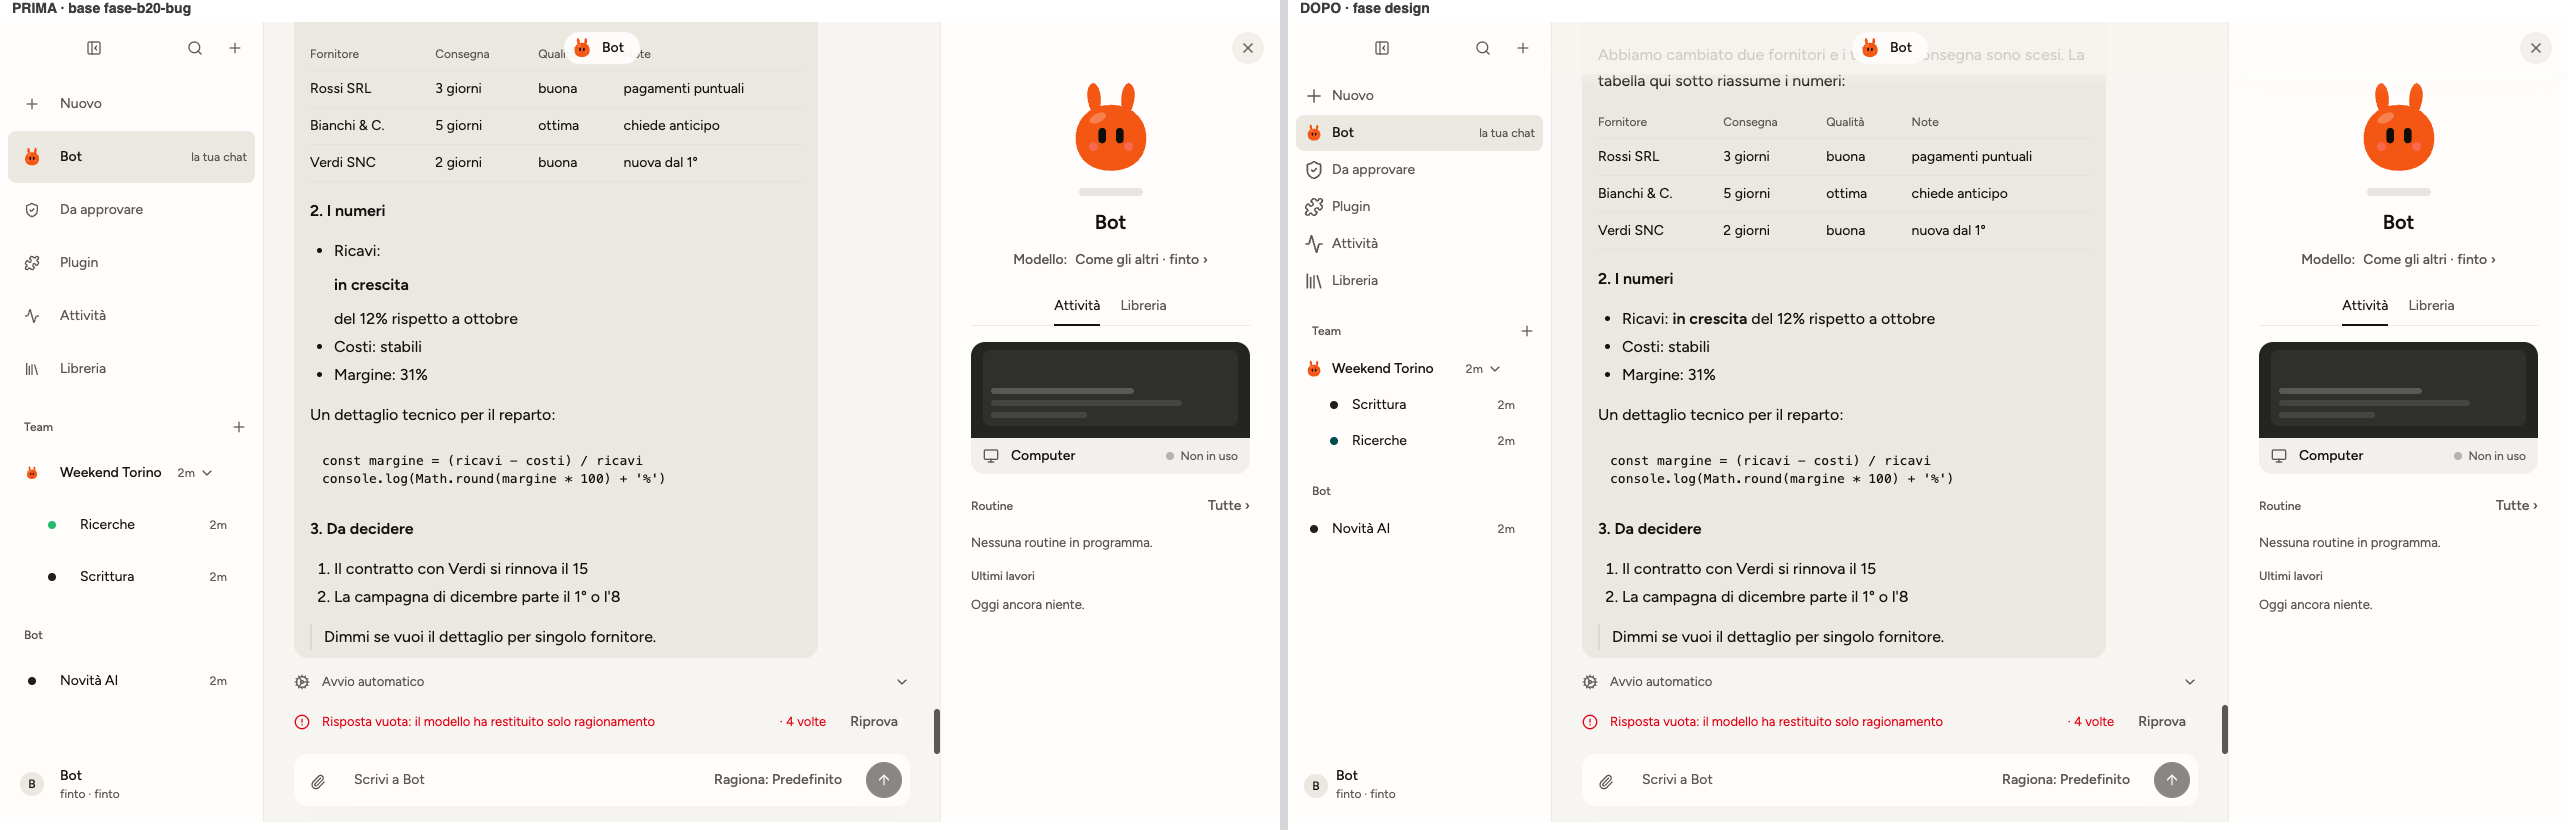 PRIMA · base fase-b20-bug
Nuovo
Bot la tua chat
Da approvare
Plugin
Attività
Libreria
Team
Weekend Torino 2m
Ricerche 2m
Scrittura 2m
Bot
Novità AI 2m
B
Bot
finto · finto
Bot
Fornitore Consegna
Rossi SRL 3 giorni buona pagamenti puntuali
Bianchi & C. 5 giorni ottima chiede anticipo
Verdi SNC 2 giorni buona nuova dal 1°
2. I numeri
• Ricavi:
in crescita
del 12% rispetto a ottobre
• Costi: stabili
• Margine: 31%
Un dettaglio tecnico per il reparto:
const margine = (ricavi − costi) / ricavi
console.log(Math.round(margine * 100) + '%')
3. Da decidere
1. Il contratto con Verdi si rinnova il 15
2. La campagna di dicembre parte il 1° o l'8
Dimmi se vuoi il dettaglio per singolo fornitore.
Avvio automatico
Risposta vuota: il modello ha restituito solo ragionamento · 4 volte Riprova
Scrivi a Bot Ragiona: Predefinito
Bot
Modello: Come gli altri · finto ›
Attività Libreria
Computer Non in uso
Routine Tutte ›
Nessuna routine in programma.
Ultimi lavori
Oggi ancora niente.
DOPO · fase design
Nuovo
Bot la tua chat
Da approvare
Plugin
Attività
Libreria
Team
Weekend Torino 2m
Scrittura 2m
Ricerche 2m
Bot
Novità AI 2m
B
Bot
finto · finto
Bot
Abbiamo cambiato due fornitori e i sono scesi. La
tabella qui sotto riassume i numeri:
Fornitore Consegna Qualità Note
Rossi SRL 3 giorni buona pagamenti puntuali
Bianchi & C. 5 giorni ottima chiede anticipo
Verdi SNC 2 giorni buona nuova dal 1°
2. I numeri
• Ricavi: in crescita del 12% rispetto a ottobre
• Costi: stabili
• Margine: 31%
Un dettaglio tecnico per il reparto:
const margine = (ricavi − costi) / ricavi
console.log(Math.round(margine * 100) + '%')
3. Da decidere
1. Il contratto con Verdi si rinnova il 15
2. La campagna di dicembre parte il 1° o l'8
Dimmi se vuoi il dettaglio per singolo fornitore.
Avvio automatico
Risposta vuota: il modello ha restituito solo ragionamento · 4 volte Riprova
Scrivi a Bot Ragiona: Predefinito
Bot
Modello: Come gli altri · finto ›
Attività Libreria
Computer Non in uso
Routine Tutte ›
Nessuna routine in programma.
Ultimi lavori
Oggi ancora niente.